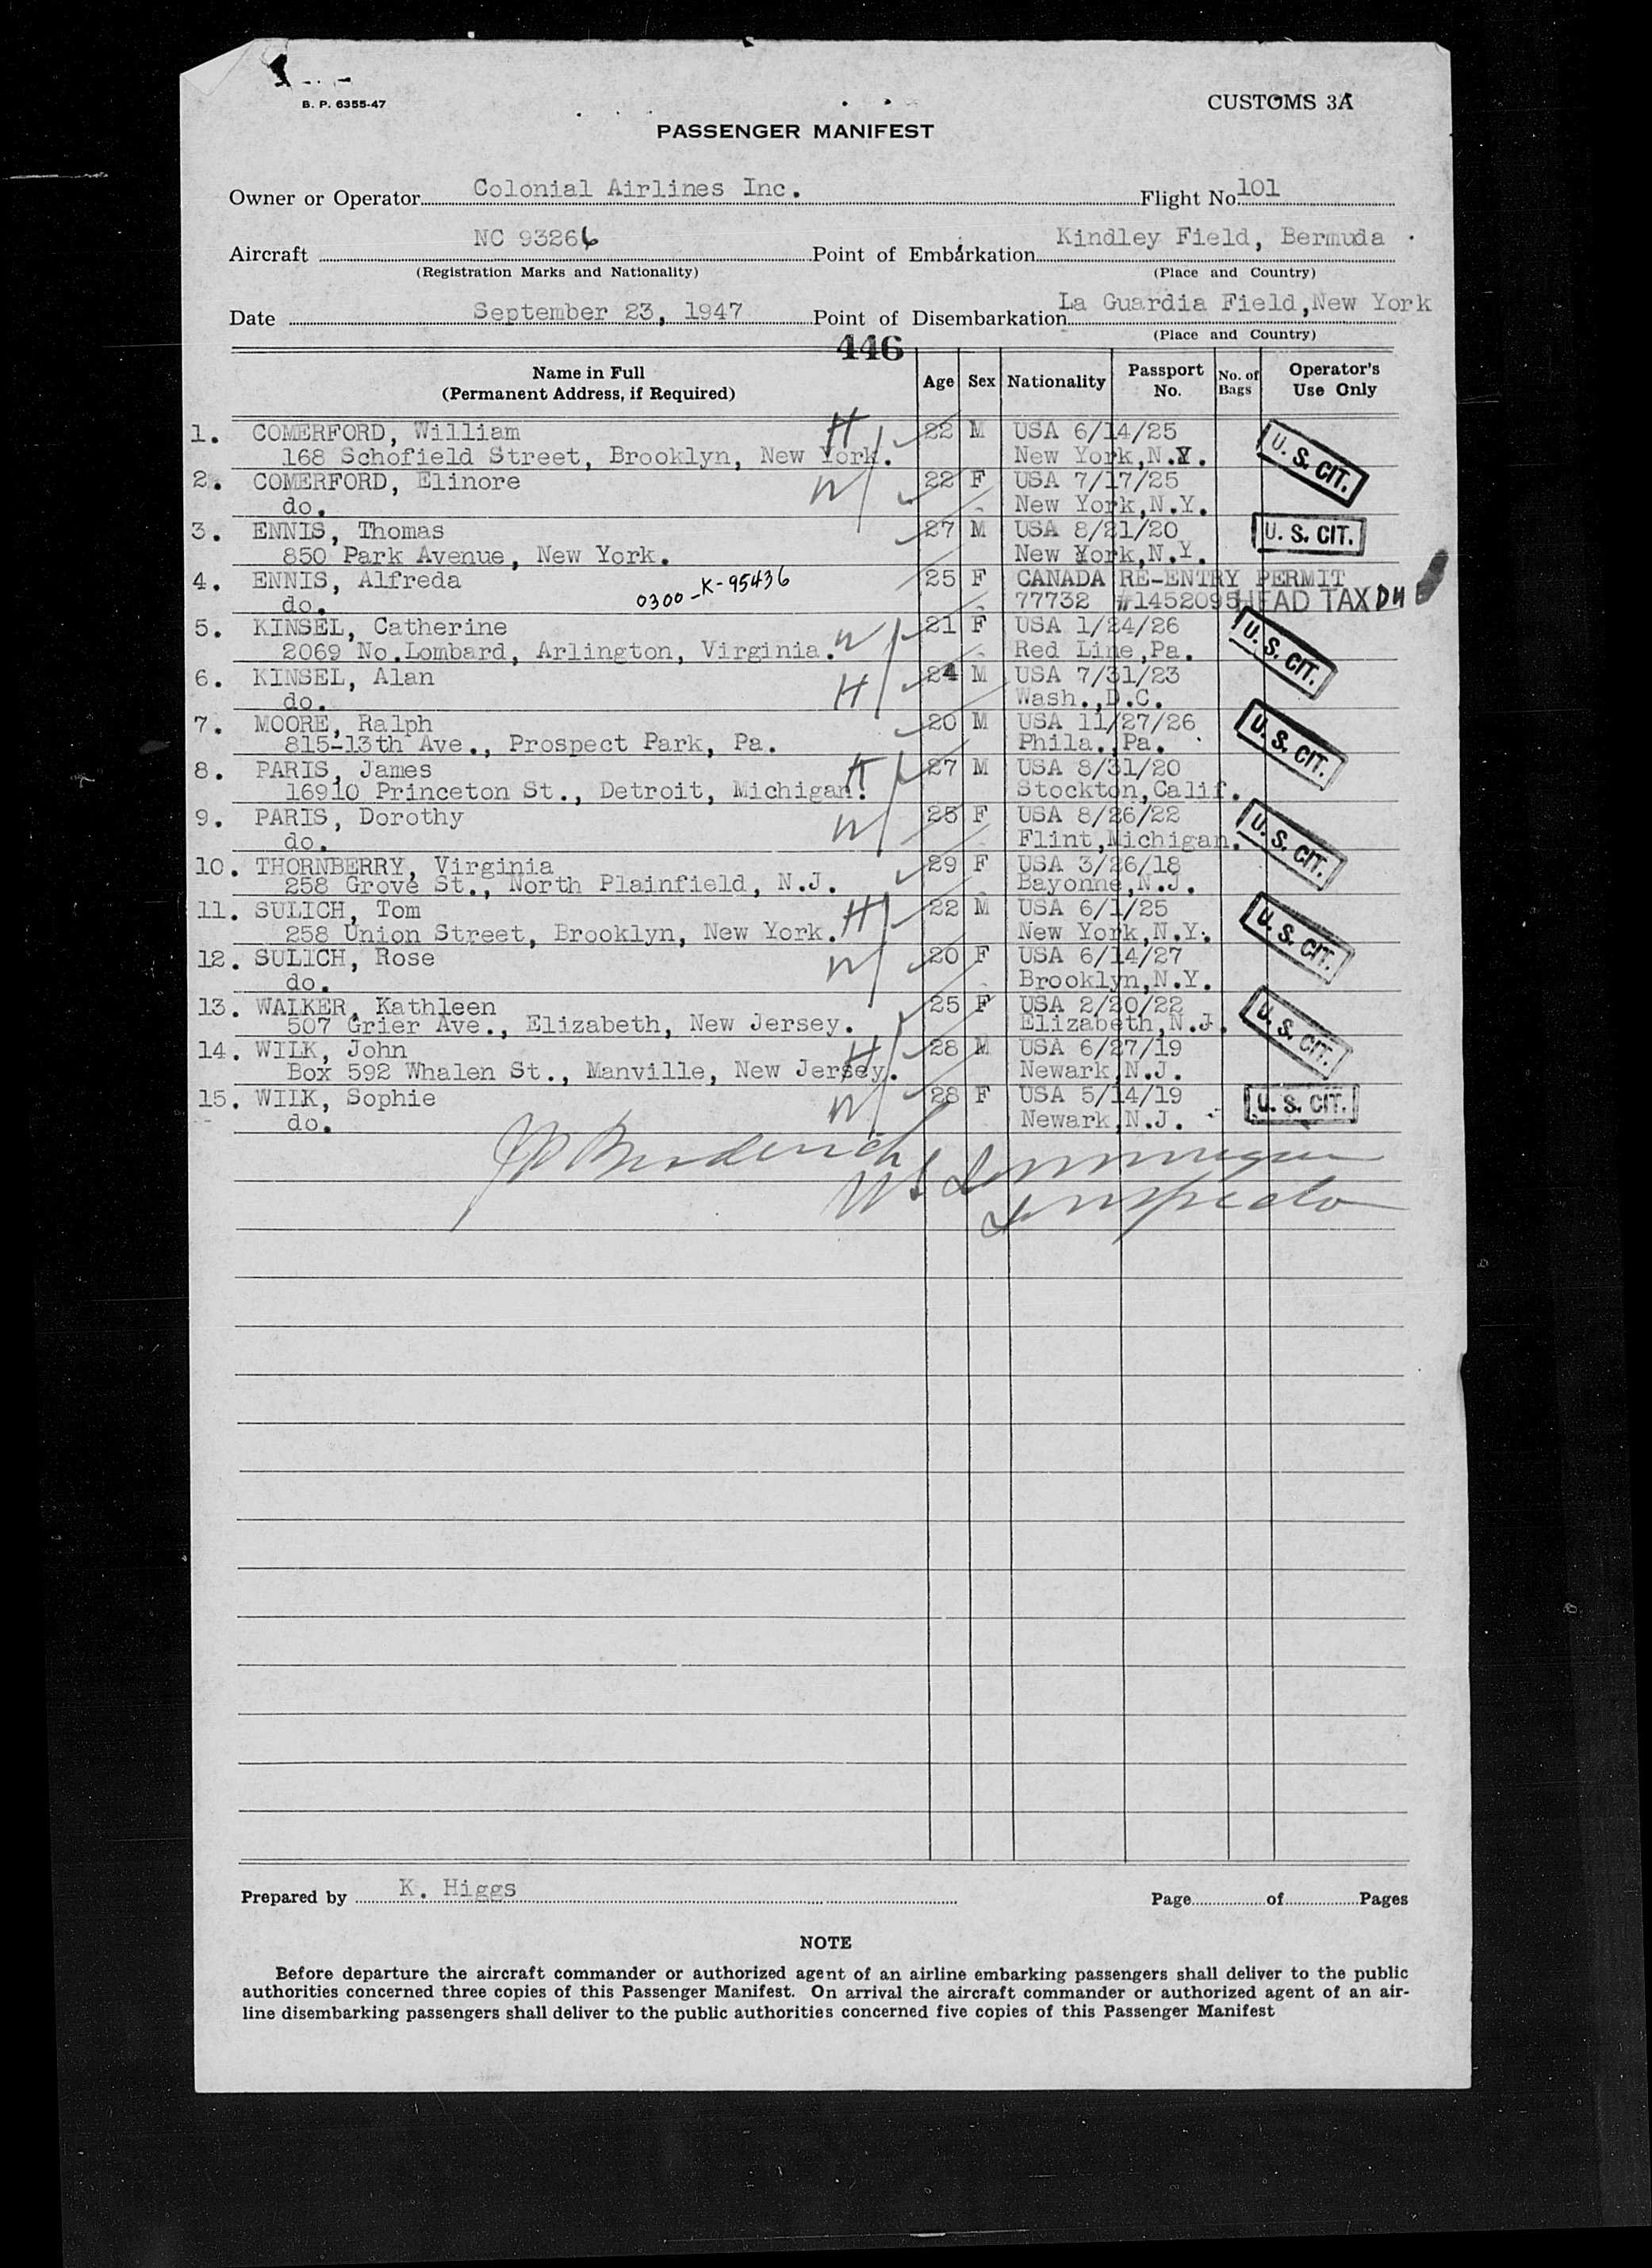 B. P. 6355-47
CUSTOMS 3A
PASSENGER MANIFEST
Owner or Operator Colonial Airlines Inc. Flight No. 101
Aircraft NC 93266 Point of Embarkation Kindley Field, Bermuda
(Registration Marks and Nationality) (Place and Country)
Date September 23, 1947 Point of Disembarkation La Guardia Field, New York
(Place and Country)
446
Name in Full (Permanent Address, if Required) Age Sex Nationality Passport No. No. of Bags Operator's Use Only
1. COMERFORD, William H 22 M USA 6/14/25 U. S. CIT.
168 Schofield Street, Brooklyn, New York. New York, N.Y.
2. COMERFORD, Elinore W 22 F USA 7/17/25
do. New York, N.Y.
3. ENNIS, Thomas 27 M USA 8/21/20 U. S. CIT.
850 Park Avenue, New York. New York, N.Y.
4. ENNIS, Alfreda 0300-K-95436 25 F CANADA RE-ENTRY PERMIT
do. 77732 #1452095 HEAD TAX DH
5. KINSEL, Catherine W 21 F USA 1/24/26 U. S. CIT.
2069 No.Lombard, Arlington, Virginia. Red Line, Pa.
6. KINSEL, Alan H 24 M USA 7/31/23
do. Wash., D.C.
7. MOORE, Ralph 20 M USA 11/27/26 U. S. CIT.
815-13th Ave., Prospect Park, Pa. Phila., Pa.
8. PARIS, James H 27 M USA 8/31/20
16910 Princeton St., Detroit, Michigan. Stockton, Calif.
9. PARIS, Dorothy W 25 F USA 8/26/22 U. S. CIT.
do. Flint, Michigan.
10. THORNBERRY, Virginia 29 F USA 3/26/18
258 Grove St., North Plainfield, N.J. Bayonne, N.J.
11. SULICH, Tom H 22 M USA 6/1/25 U. S. CIT.
258 Union Street, Brooklyn, New York. New York, N.Y.
12. SULICH, Rose W 20 F USA 6/14/27
do. Brooklyn, N.Y.
13. WALKER, Kathleen 25 F USA 2/20/22 U. S. CIT.
507 Grier Ave., Elizabeth, New Jersey. Elizabeth, N.J.
14. WILK, John H 28 M USA 6/27/19
Box 592 Whalen St., Manville, New Jersey. Newark, N.J.
15. WILK, Sophie W 28 F USA 5/14/19 U. S. CIT.
do. Newark, N.J.
Prepared by K. Higgs Page of Pages
NOTE
Before departure the aircraft commander or authorized agent of an airline embarking passengers shall deliver to the public
authorities concerned three copies of this Passenger Manifest. On arrival the aircraft commander or authorized agent of an air-
line disembarking passengers shall deliver to the public authorities concerned five copies of this Passenger Manifest